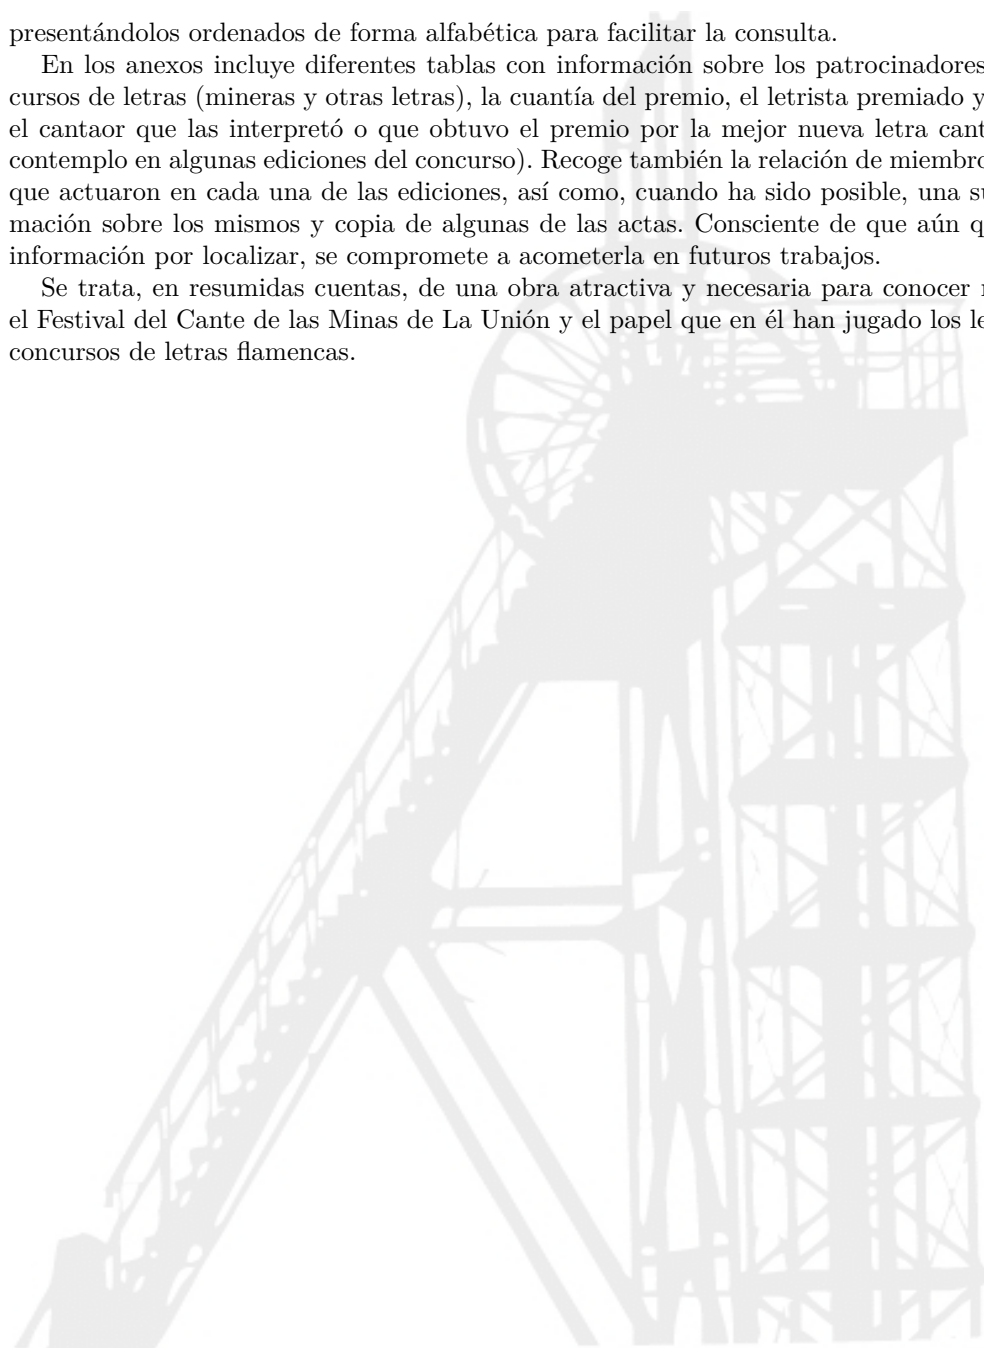 presentándolos ordenados de forma alfabética para facilitar la consulta.
En los anexos incluye diferentes tablas con información sobre los patrocinadores
cursos de letras (mineras y otras letras), la cuantía del premio, el letrista premiado y
el cantaor que las interpretó o que obtuvo el premio por la mejor nueva letra cant
contemplo en algunas ediciones del concurso). Recoge también la relación de miembro
que actuaron en cada una de las ediciones, así como, cuando ha sido posible, una su
mación sobre los mismos y copia de algunas de las actas. Consciente de que aún q
información por localizar, se compromete a acometerla en futuros trabajos.
Se trata, en resumidas cuentas, de una obra atractiva y necesaria para conocer
el Festival del Cante de las Minas de La Unión y el papel que en él han jugado los le
concursos de letras flamencas.